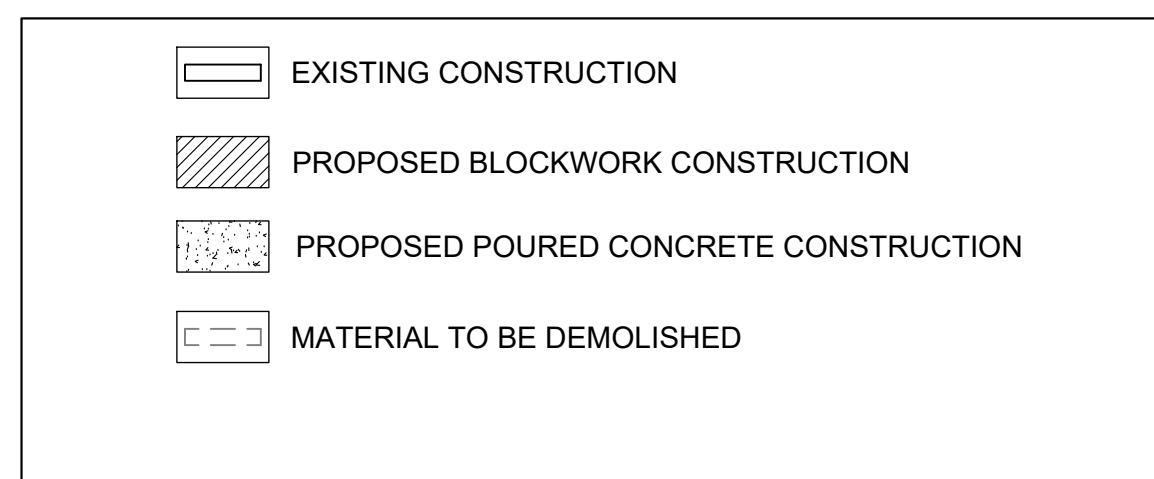 EXISTING CONSTRUCTION
PROPOSED BLOCKWORK CONSTRUCTION
PROPOSED POURED CONCRETE CONSTRUCTION
MATERIAL TO BE DEMOLISHED